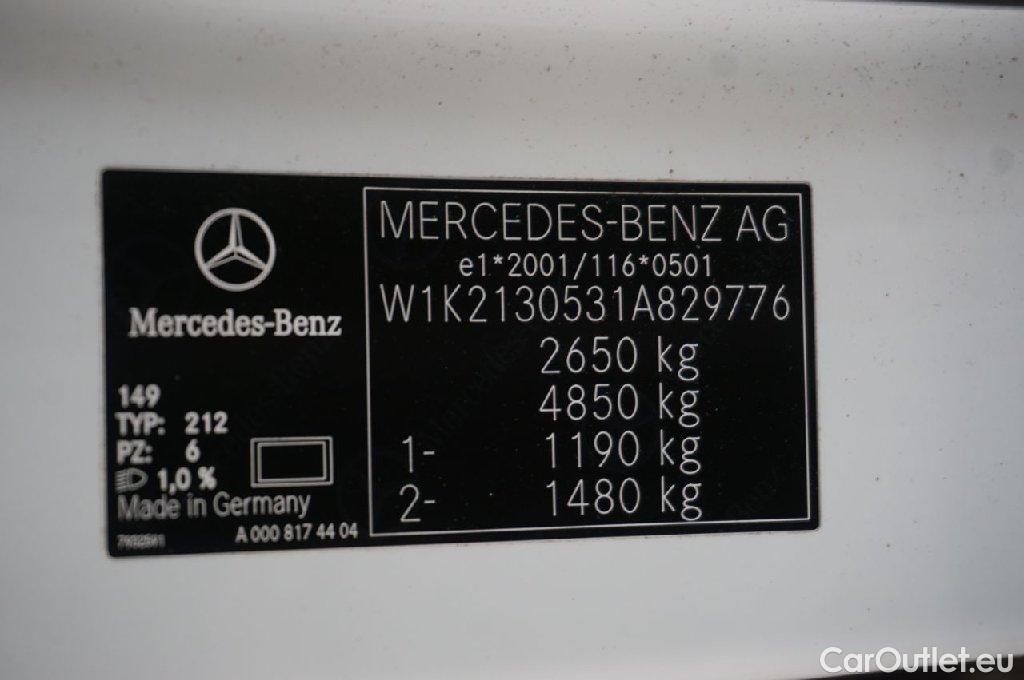 Mercedes-Benz
149
TYP: 212
PZ: 6
1,0 %
Made in Germany
A 000 817 44 04
MERCEDES-BENZ AG
e1*2001/116*0501
W1K2130531A829776
2650 kg
4850 kg
1- 1190 kg
2- 1480 kg
CarOutlet.eu